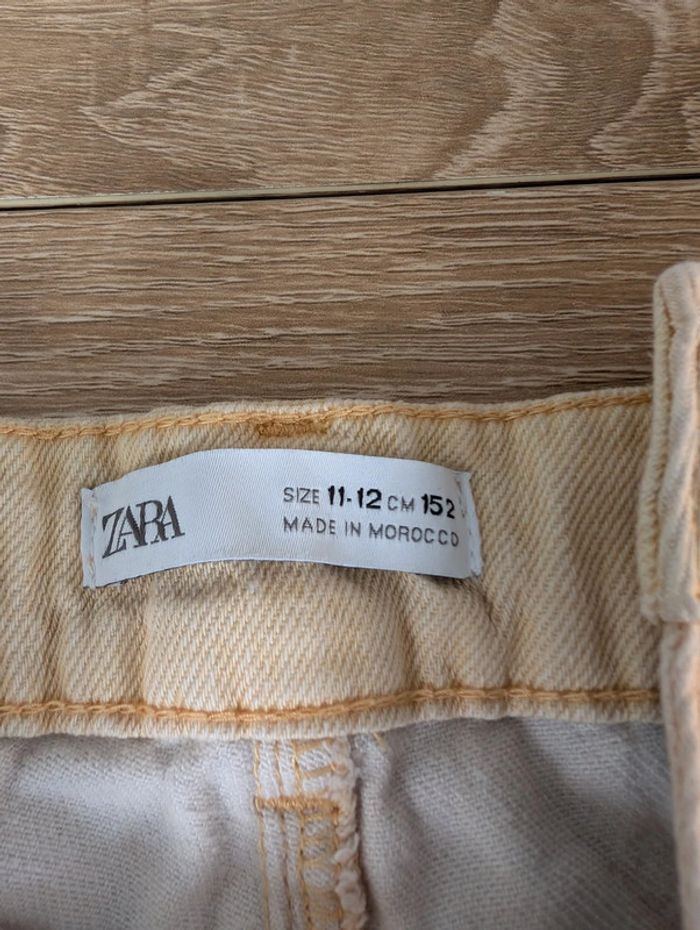 ZARA
SIZE 11-12 CM 152
MADE IN MOROCCO